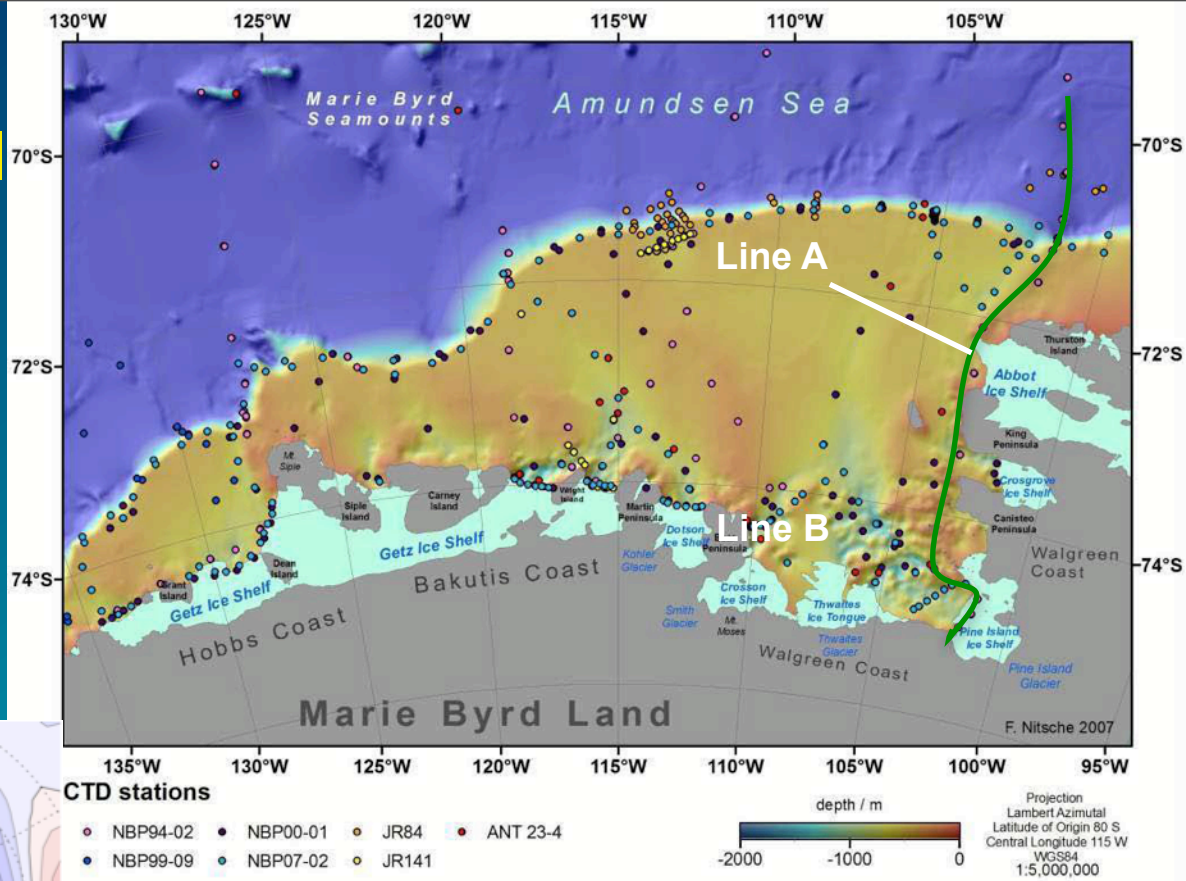 130°W 125°W 120°W 115°W 110°W 105°W
Marie Byrd
Seamounts
Amundsen Sea
70°S
70°S
Line A
72°S
72°S
Thurston
Island
Abbot
Ice Shelf
King
Peninsula
Crosgrove
Ice Shelf
Canisteo
Peninsula
Walgreen
Coast
Mt.
Siple
Siple
Island
Carney
Island
Wright
Island
Martin
Peninsula
Dotson
Ice Shelf
Line B
Peninsula
Getz Ice Shelf
Kohler
Glacier
Bakutis Coast
74°S
74°S
Dean
Island
Grant
Island
Getz Ice Shelf
Hobbs Coast
Crosson
Ice Shelf
Smith
Glacier
Mt.
Moses
Thwaites
Ice Tongue
Thwaites
Glacier
Pine Island
Ice Shelf
Walgreen Coast
Pine Island
Glacier
Marie Byrd Land
F. Nitsche 2007
135°W 130°W 125°W 120°W 115°W 110°W 105°W 100°W 95°W
CTD stations
NBP94-02 NBP00-01 JR84 ANT 23-4
NBP99-09 NBP07-02 JR141
depth / m
-2000 -1000 0
Projection
Lambert Azimutal
Latitude of Origin 80 S
Central Longitude 115 W
WGS84
1:5,000,000